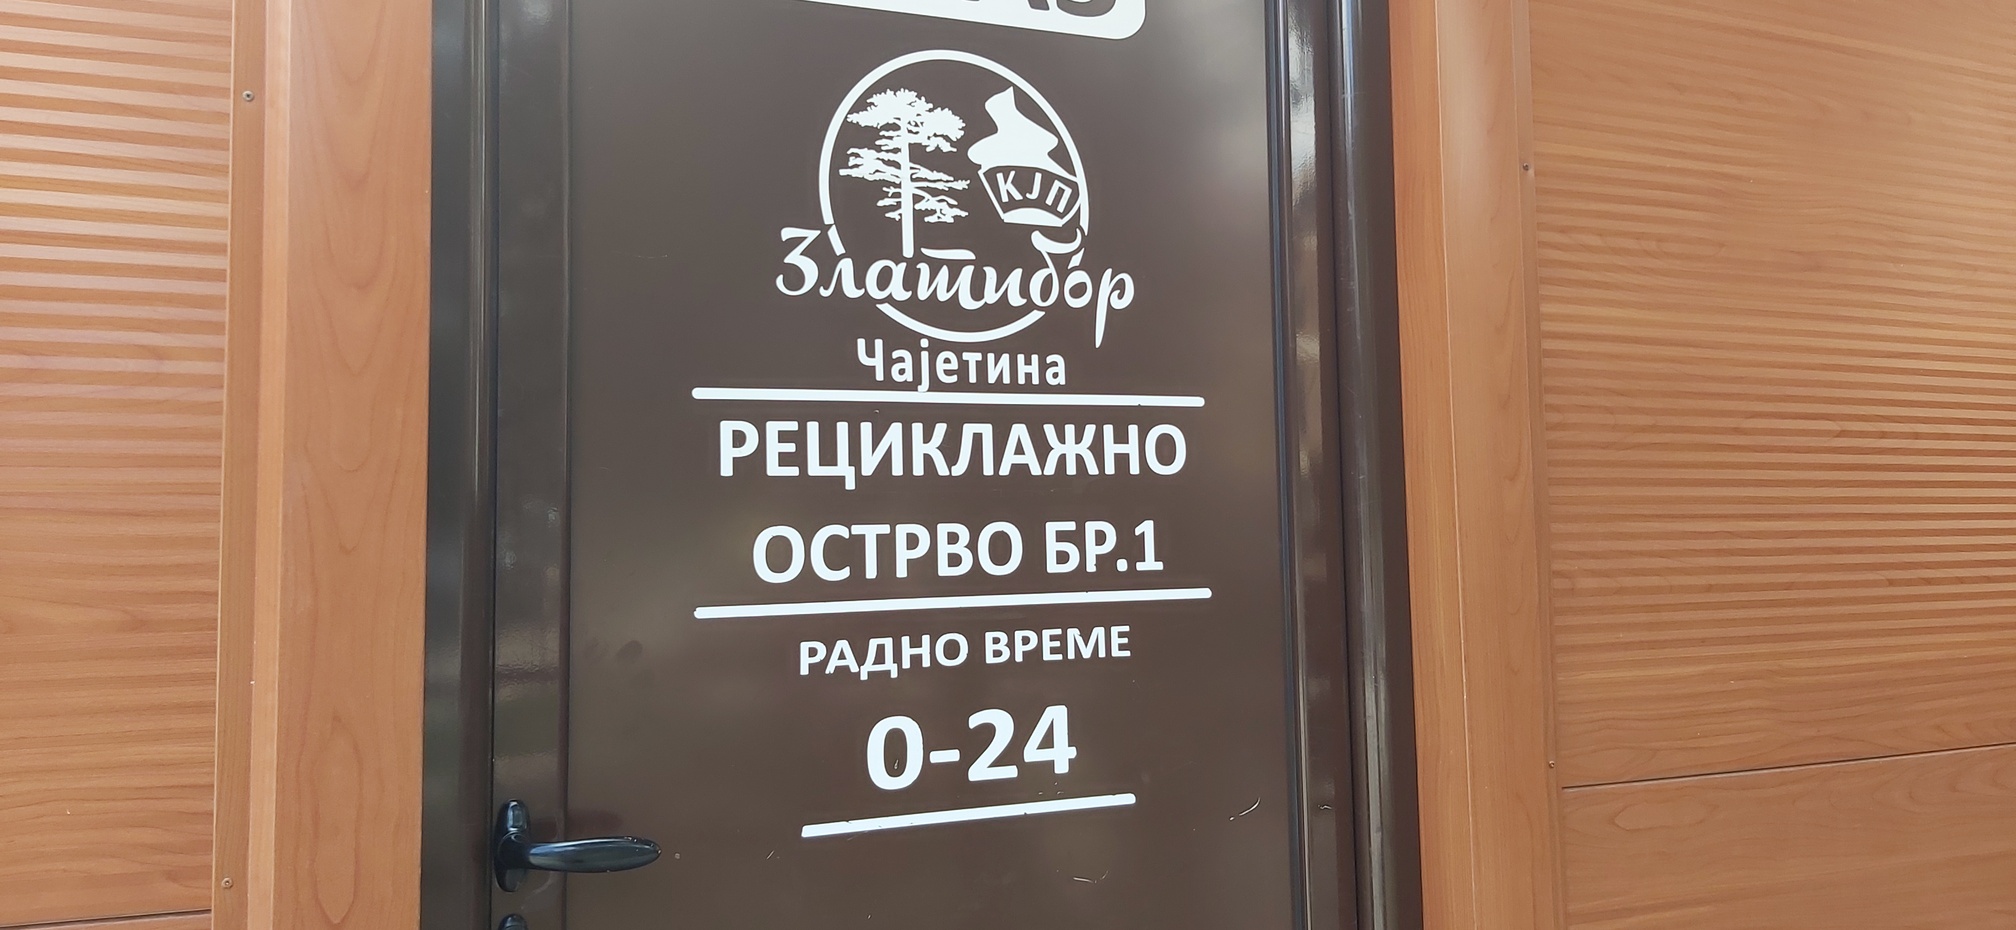 КЈП
Златибор
Чајетина
РЕЦИКЛАЖНО
ОСТРВО БР.1
РАДНО ВРЕМЕ
0-24